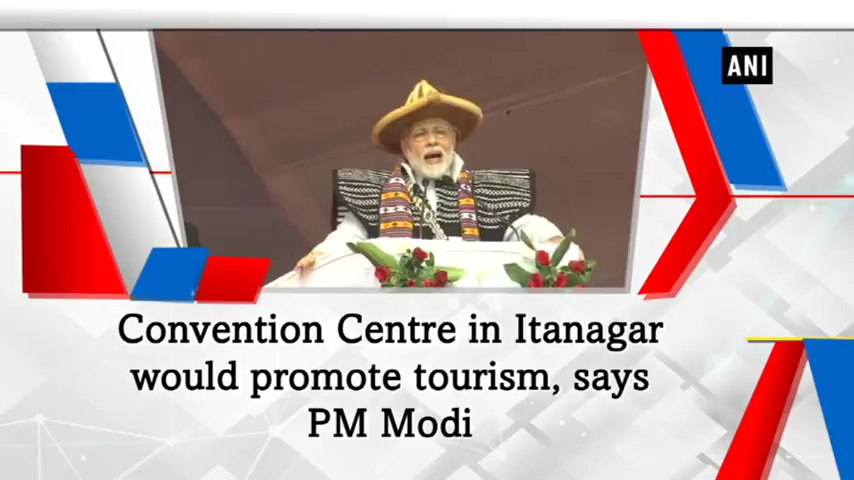 ANI
Convention Centre in Itanagar
would promote tourism, says
PM Modi